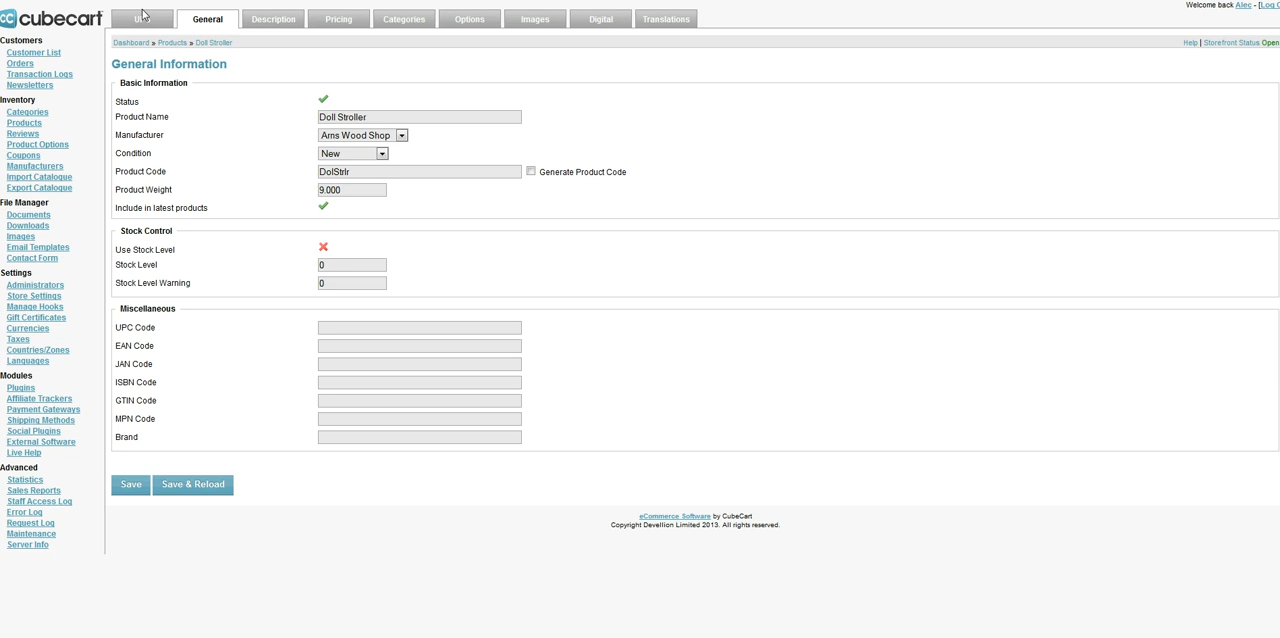 cubecart
General
Description
Pricing
Categories
Options
Images
Digital
Translations
Welcome back Alec - [Log
Dashboard » Products » Doll Stroller
Help | Storefront Status Open
Customers
Customer List
Orders
Transaction Logs
Newsletters
Inventory
Categories
Products
Reviews
Product Options
Coupons
Manufacturers
Import Catalogue
Export Catalogue
File Manager
Documents
Downloads
Images
Email Templates
Contact Form
Settings
Administrators
Store Settings
Manage Hooks
Gift Certificates
Currencies
Taxes
Countries/Zones
Languages
Modules
Plugins
Affiliate Trackers
Payment Gateways
Shipping Methods
Social Plugins
External Software
Live Help
Advanced
Statistics
Sales Reports
Staff Access Log
Error Log
Request Log
Maintenance
Server Info
General Information
Basic Information
Status
Product Name Doll Stroller
Manufacturer Arns Wood Shop
Condition New
Product Code DolStrlr Generate Product Code
Product Weight 9.000
Include in latest products
Stock Control
Use Stock Level
Stock Level 0
Stock Level Warning 0
Miscellaneous
UPC Code
EAN Code
JAN Code
ISBN Code
GTIN Code
MPN Code
Brand
Save
Save & Reload
eCommerce Software by CubeCart
Copyright Devellion Limited 2013. All rights reserved.